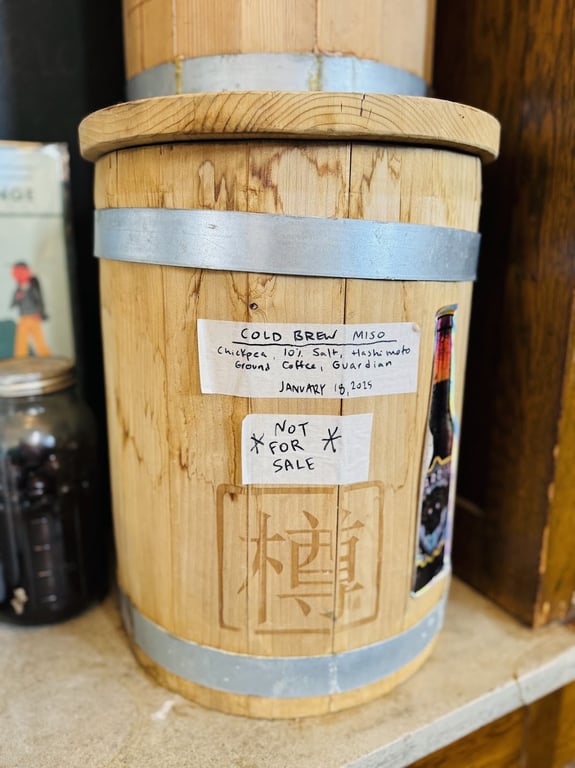 COLD BREW MISO
Chickpea, 10% Salt, Hashimoto
Ground Coffee, Guardian
JANUARY 18, 2025
* NOT
FOR *
SALE
樽